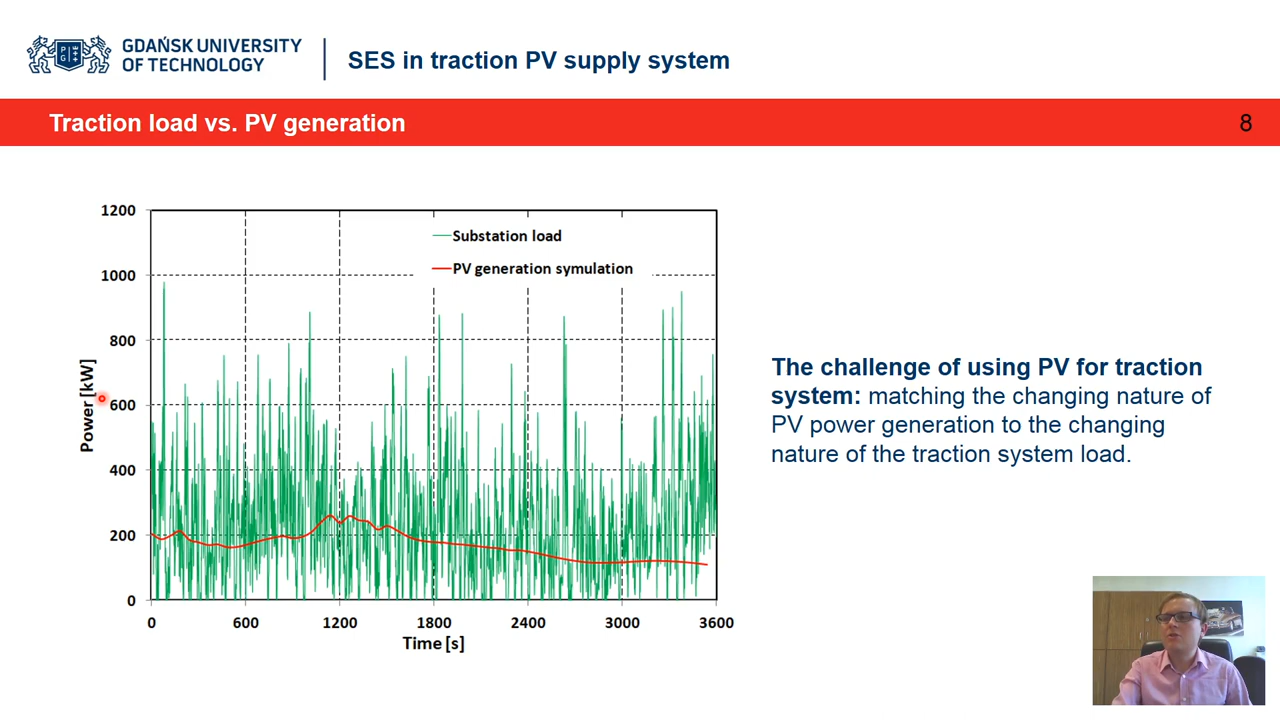 GDAŃSK UNIVERSITY
OF TECHNOLOGY
SES in traction PV supply system
Traction load vs. PV generation
8
1200
1000
800
600
400
200
0
Power [kW]
Substation load
PV generation symulation
0 600 1200 1800 2400 3000 3600
Time [s]
The challenge of using PV for traction
system: matching the changing nature of
PV power generation to the changing
nature of the traction system load.